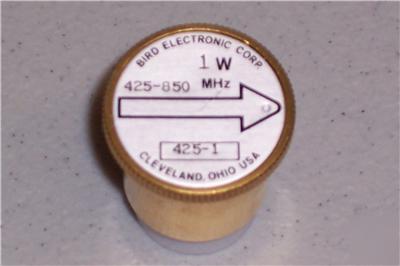 BIRD ELECTRONIC CORP.
1 W
425-850 MHz
425-1
CLEVELAND, OHIO USA